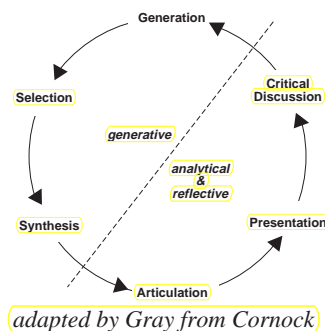 Generation
Critical
Discussion
Selection
generative
analytical
&
reflective
Synthesis
Presentation
Articulation
adapted by Gray from Cornock